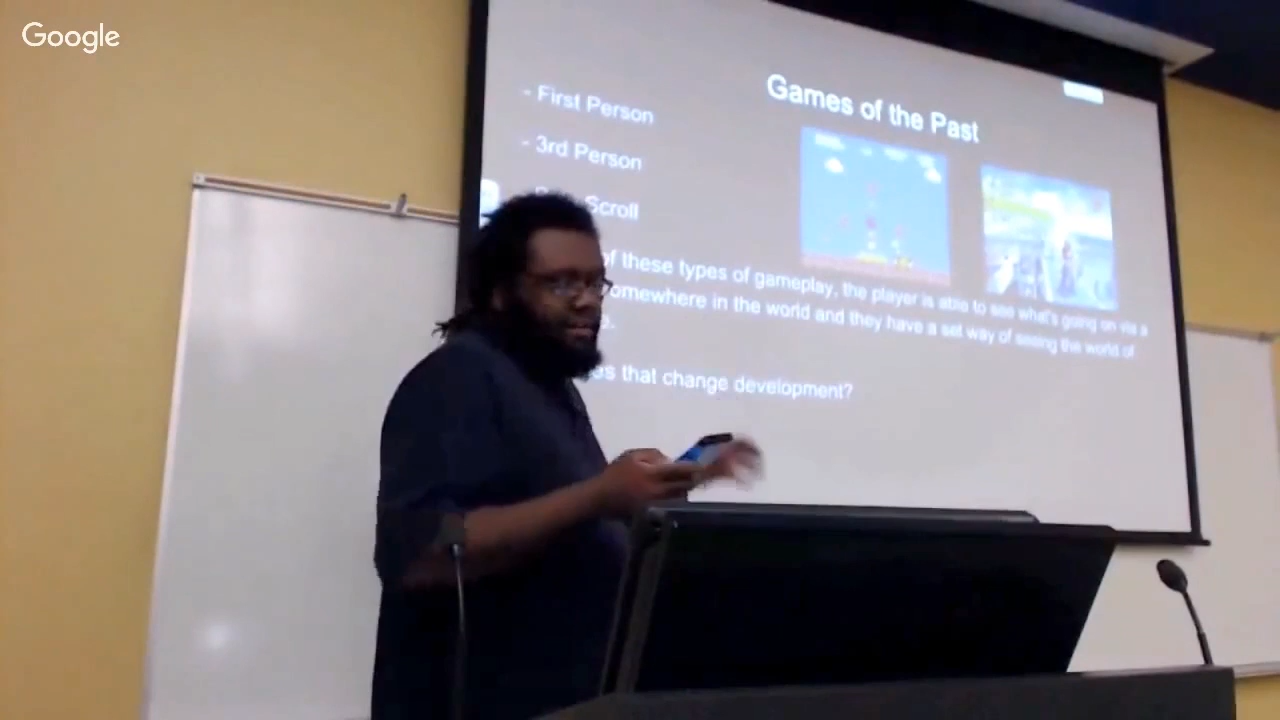 Google
Games of the Past
- First Person
- 3rd Person
Scroll
of these types of gameplay, the player is able to see what's going on via a
somewhere in the world and they have a set way of seeing the world of
that change development?